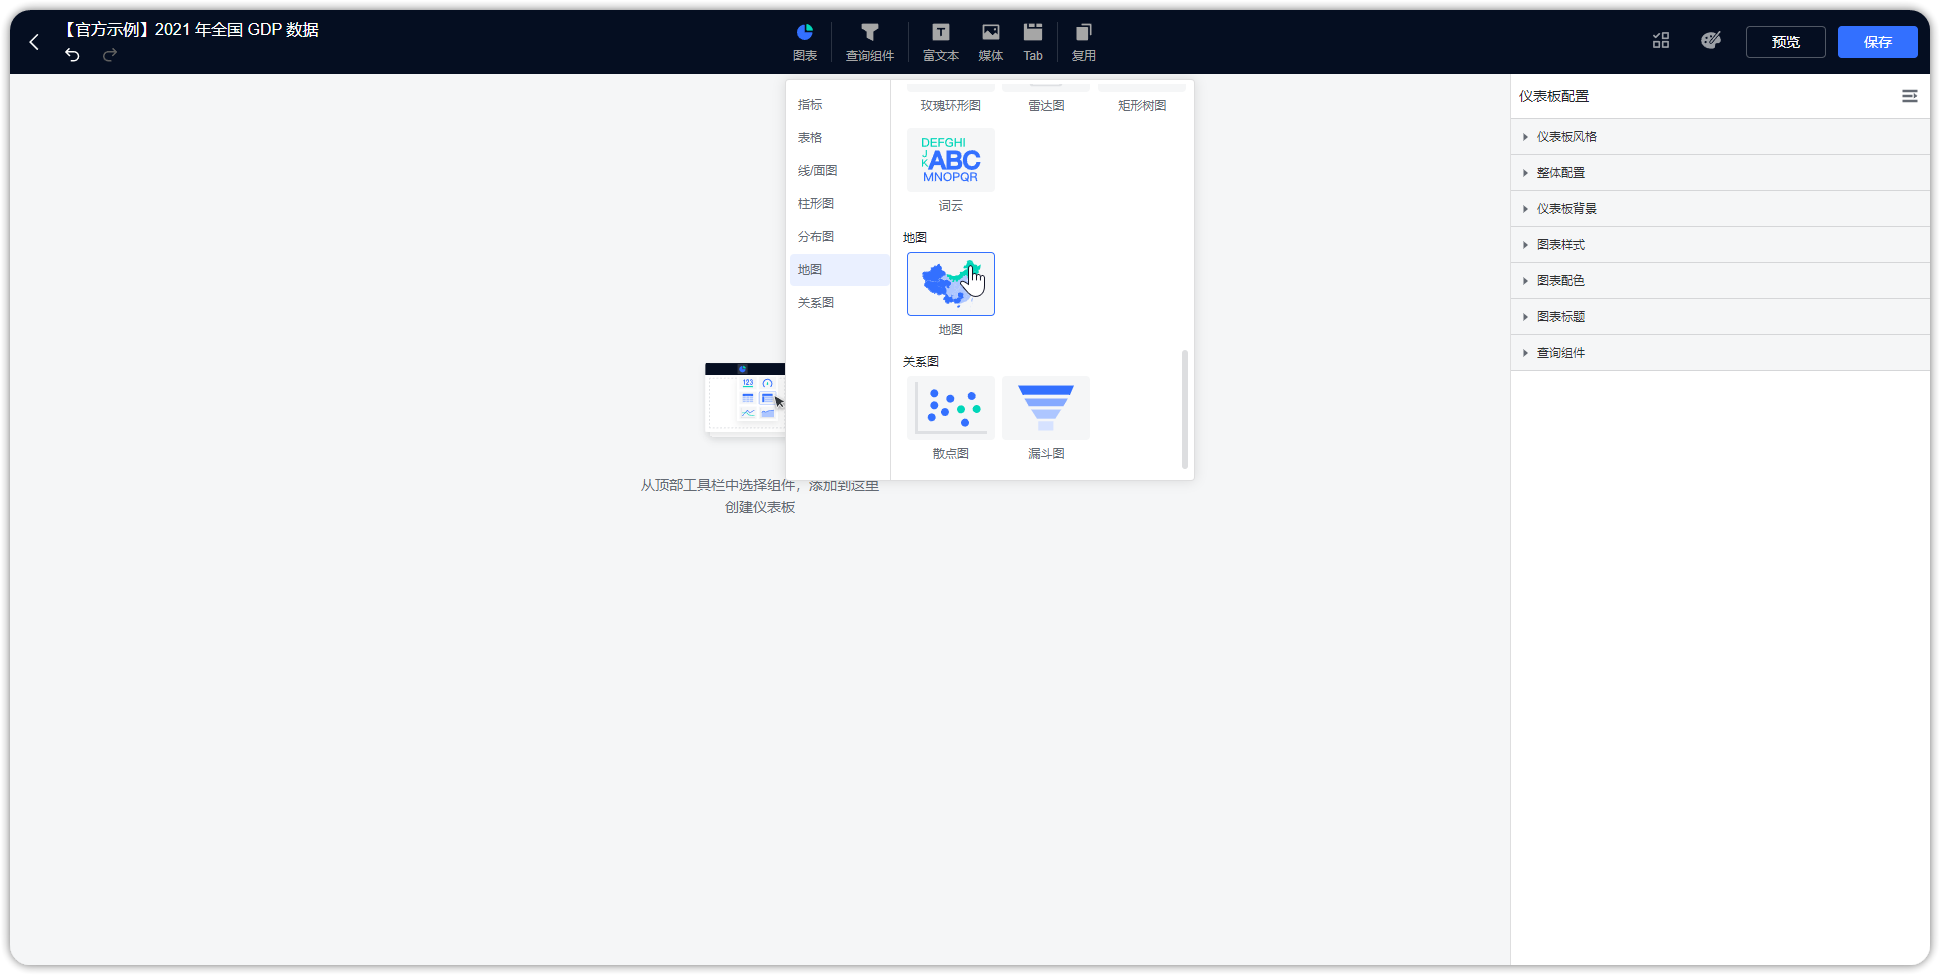 【官方示例】2021 年全国 GDP 数据
图表
查询组件
富文本
媒体
Tab
复用
预览
保存
指标
表格
线/面图
柱形图
分布图
地图
关系图
玫瑰环形图
雷达图
矩形树图
DEFGHI
J
K
ABC
MNOPQR
词云
地图
地图
关系图
散点图
漏斗图
123
从顶部工具栏中选择组件，添加到这里
创建仪表板
仪表板配置
仪表板风格
整体配置
仪表板背景
图表样式
图表配色
图表标题
查询组件